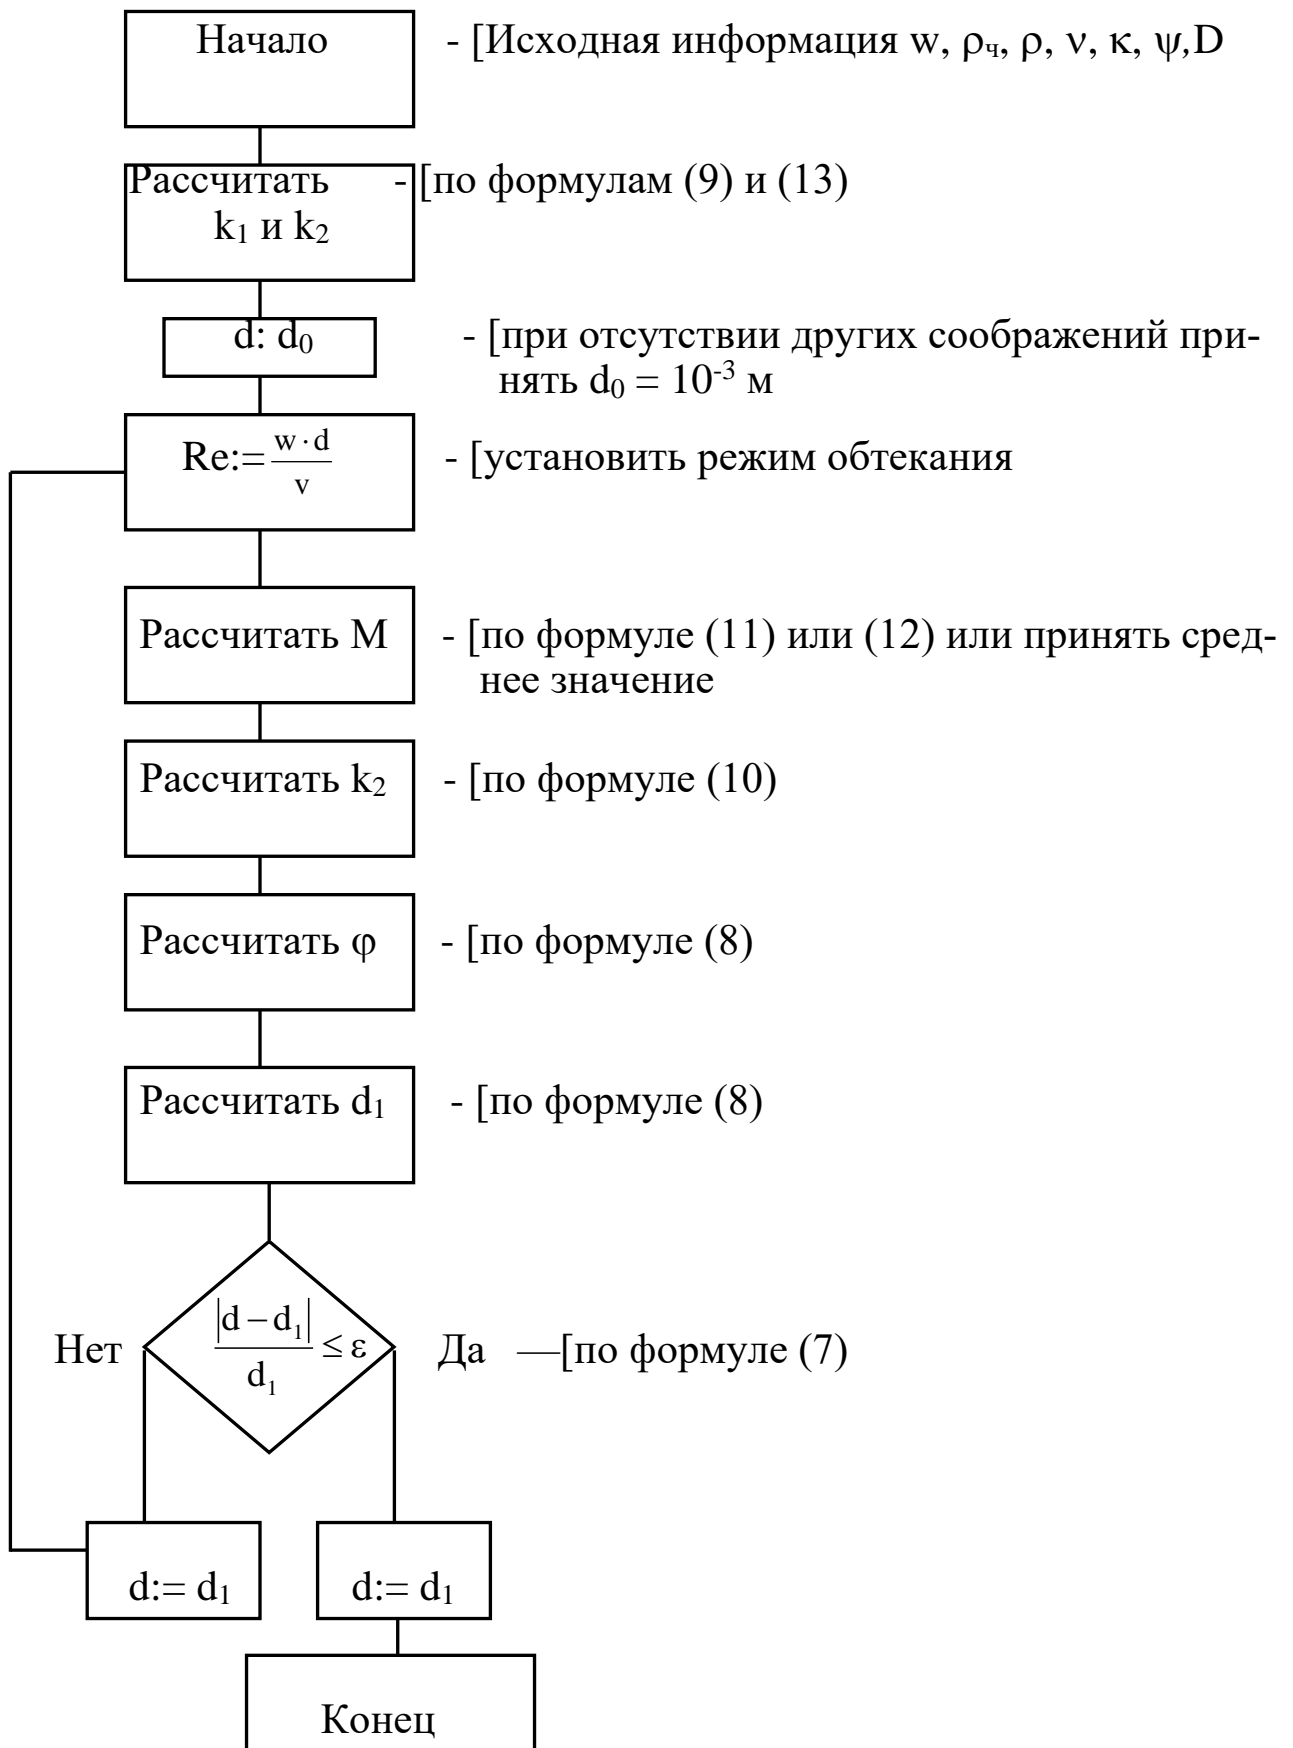 Начало - [Исходная информация w, ρч, ρ, ν, κ, ψ,D
Рассчитать - [по формулам (9) и (13)
k₁ и k₂
d: d₀ - [при отсутствии других соображений при-
нять d₀ = 10⁻³ м
Re:= w · d / v - [установить режим обтекания
Рассчитать M - [по формуле (11) или (12) или принять сред-
нее значение
Рассчитать k₂ - [по формуле (10)
Рассчитать φ - [по формуле (8)
Рассчитать d₁ - [по формуле (8)
Нет |d – d₁| / d₁ ≤ ε Да —[по формуле (7)
d:= d₁ d:= d₁
Конец